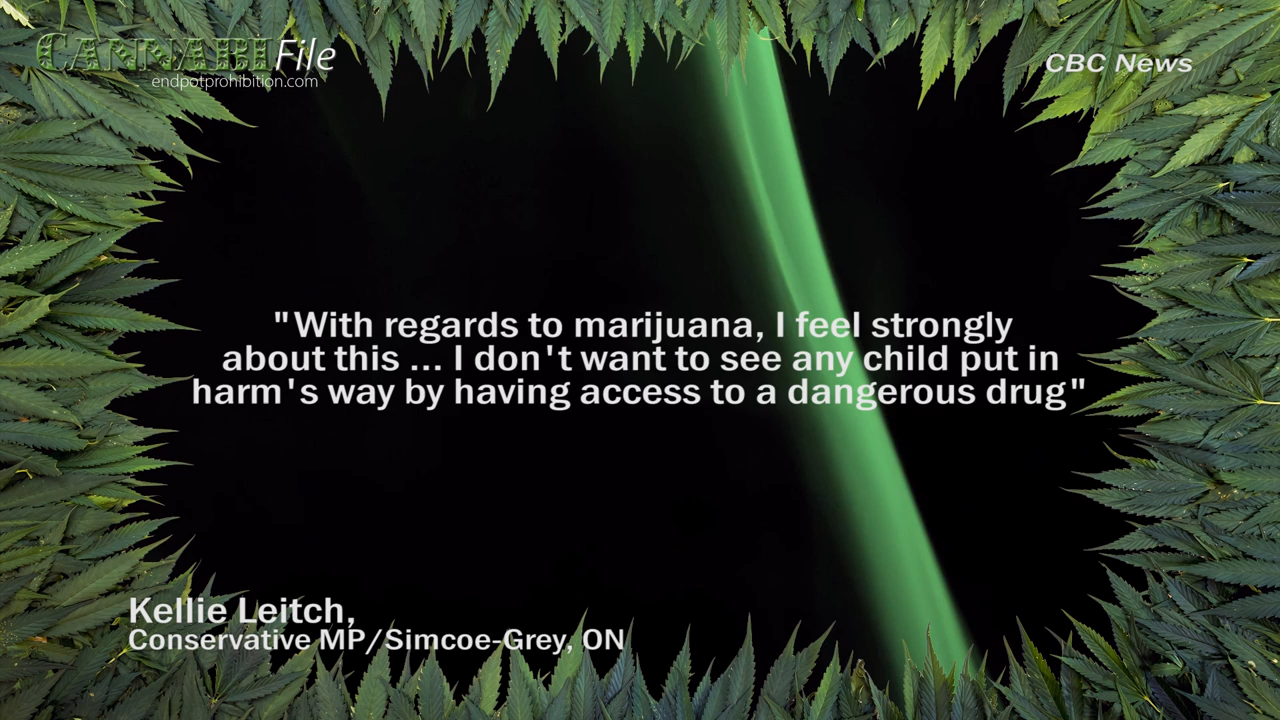 CANNABIFile
endpotprohibition.com
CBC News
"With regards to marijuana, I feel strongly
about this ... I don't want to see any child put in
harm's way by having access to a dangerous drug"
Kellie Leitch,
Conservative MP/Simcoe-Grey, ON